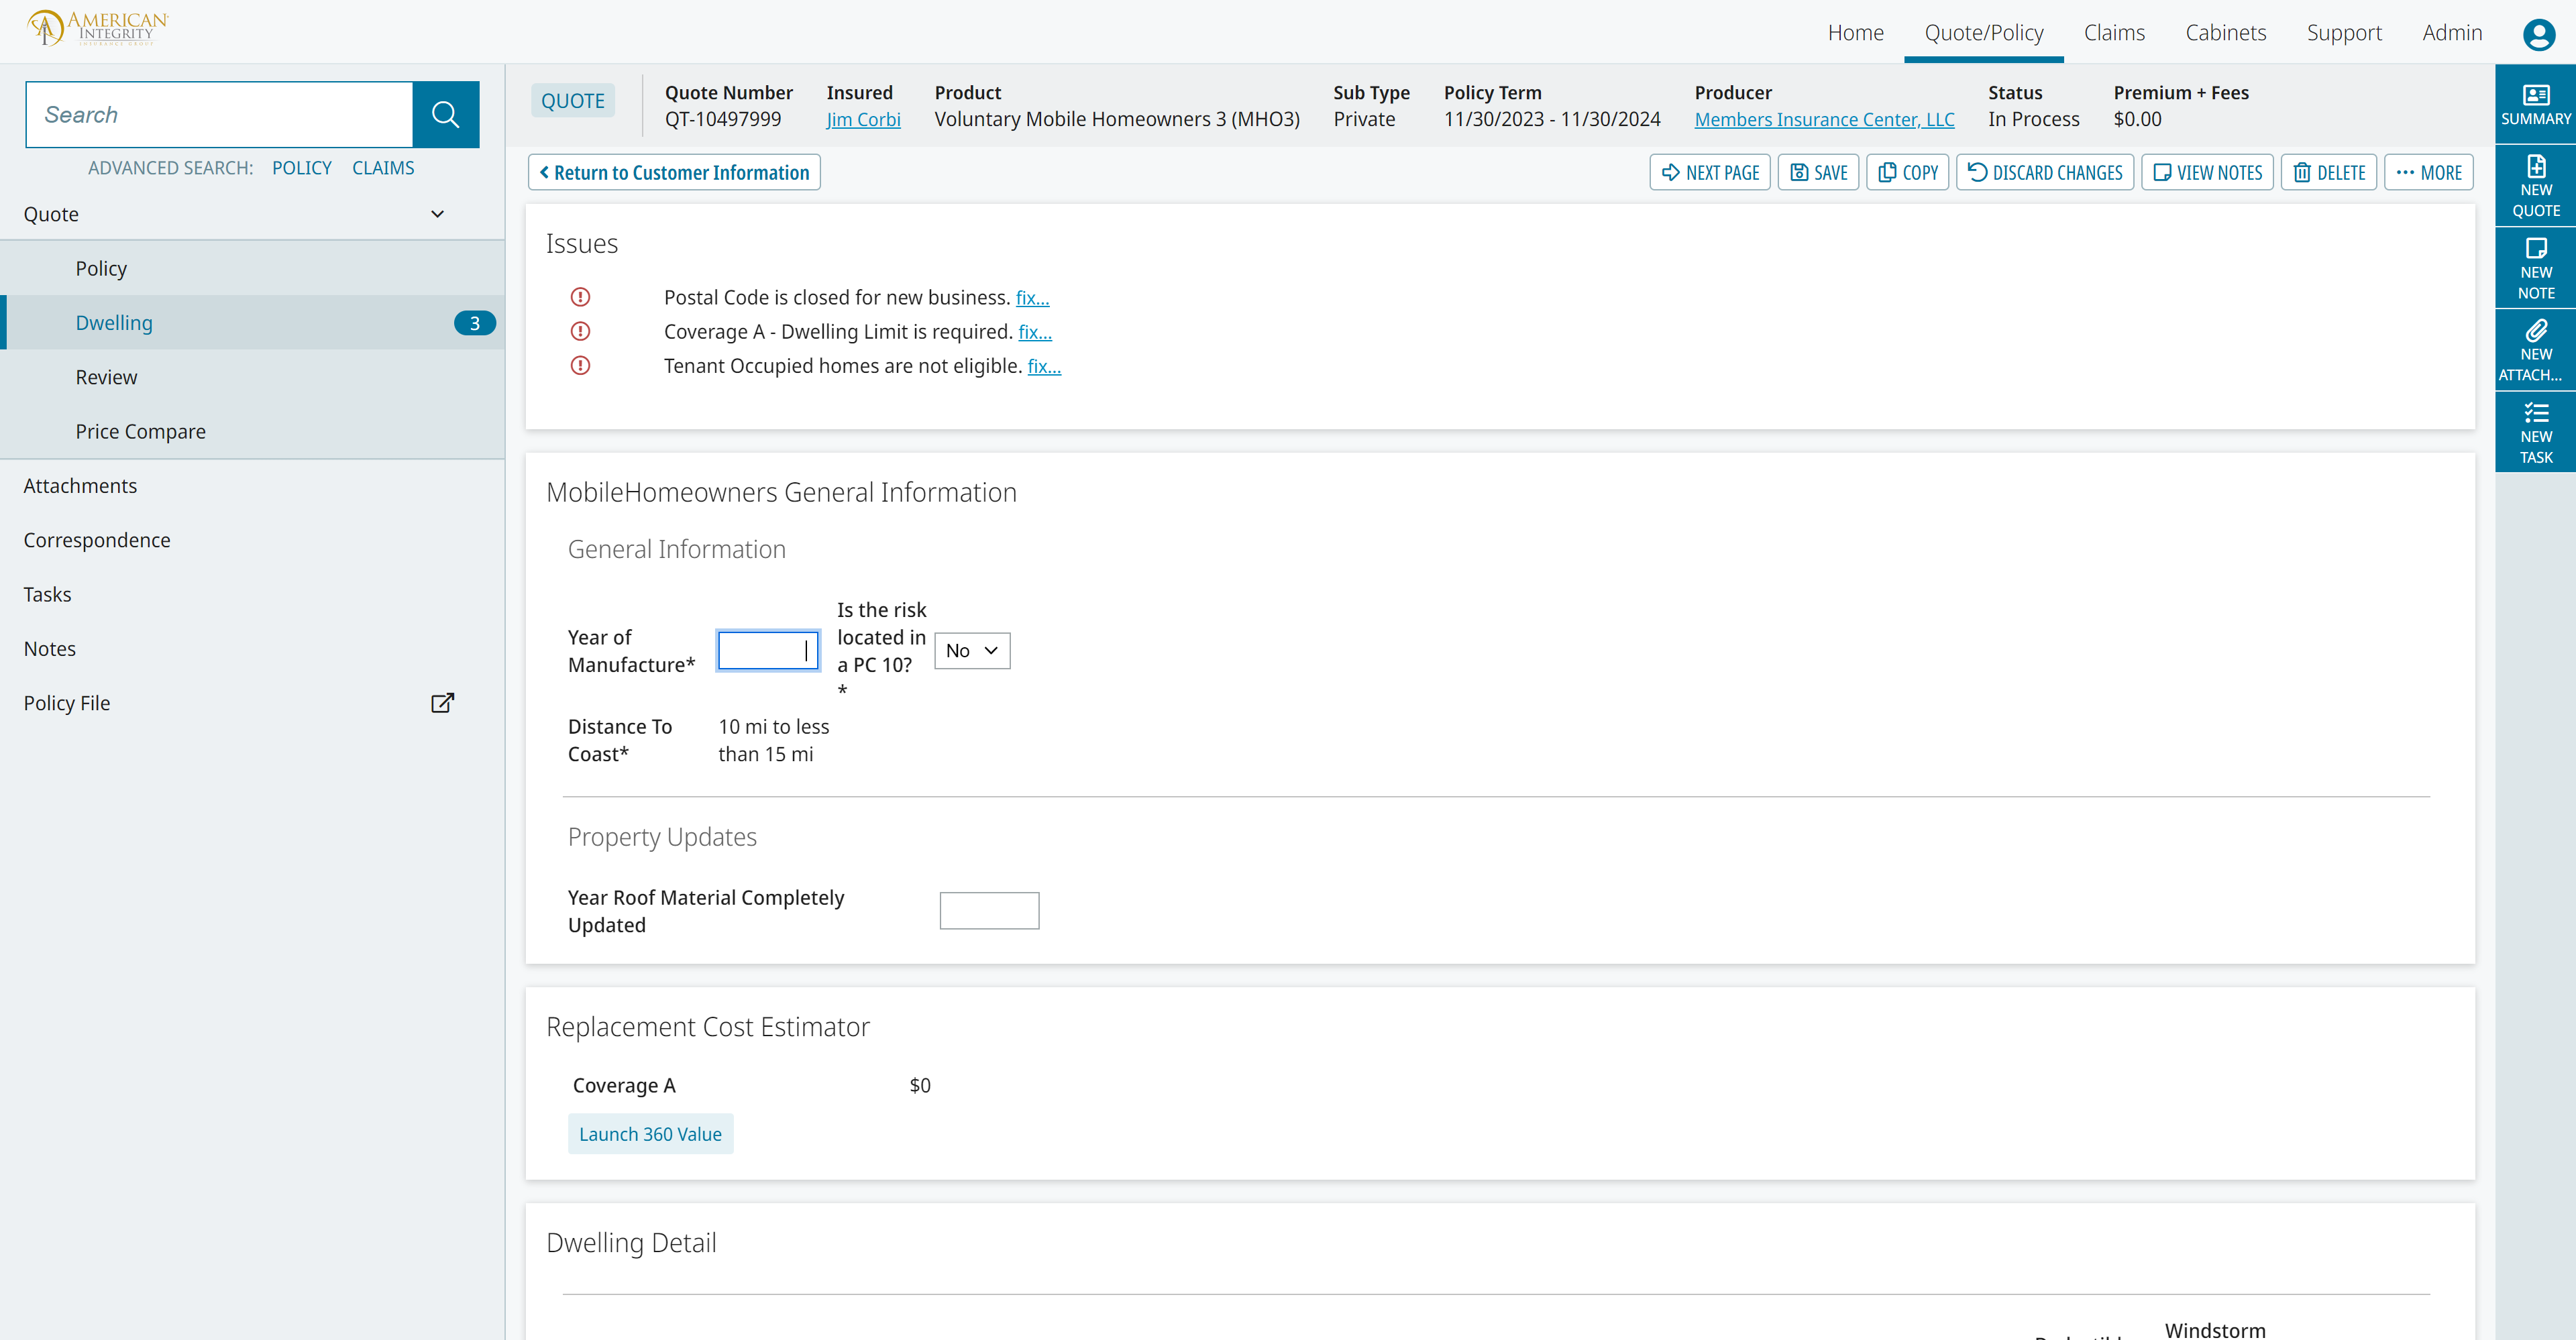 AMERICAN
INTEGRITY
INSURANCE GROUP
Home
Quote/Policy
Claims
Cabinets
Support
Admin
Search
ADVANCED SEARCH: POLICY CLAIMS
Quote
Policy
Dwelling 3
Review
Price Compare
Attachments
Correspondence
Tasks
Notes
Policy File
QUOTE
Quote Number
QT-10497999
Insured
Jim Corbi
Product
Voluntary Mobile Homeowners 3 (MHO3)
Sub Type
Private
Policy Term
11/30/2023 - 11/30/2024
Producer
Members Insurance Center, LLC
Status
In Process
Premium + Fees
$0.00
Return to Customer Information
NEXT PAGE
SAVE
COPY
DISCARD CHANGES
VIEW NOTES
DELETE
MORE
Issues
Postal Code is closed for new business. fix...
Coverage A - Dwelling Limit is required. fix...
Tenant Occupied homes are not eligible. fix...
MobileHomeowners General Information
General Information
Year of
Manufacture*
Is the risk
located in
a PC 10?
*
No
Distance To
Coast*
10 mi to less
than 15 mi
Property Updates
Year Roof Material Completely
Updated
Replacement Cost Estimator
Coverage A $0
Launch 360 Value
Dwelling Detail
Windstorm
SUMMARY
NEW
QUOTE
NEW
NOTE
NEW
ATTACH...
NEW
TASK